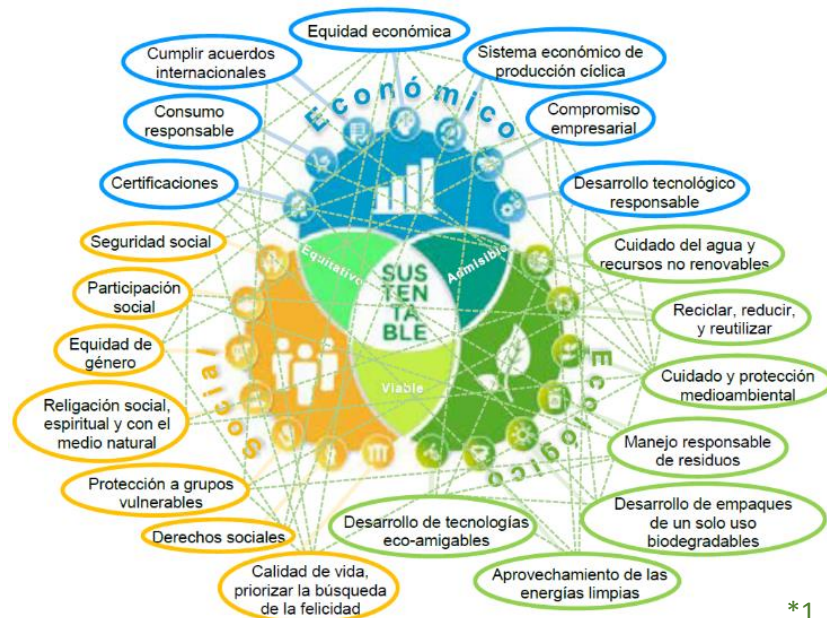 Equidad económica
Cumplir acuerdos
internacionales
Sistema económico de
producción cíclica
Económico
Consumo
responsable
Compromiso
empresarial
Certificaciones
Desarrollo tecnológico
responsable
Seguridad social
Cuidado del agua y
recursos no renovables
Equitativo
Admisible
SUS
TEN
TA
BLE
Participación
social
Reciclar, reducir,
y reutilizar
Equidad de
género
Viable
Cuidado y protección
medioambiental
Social
Ecologico
Religación social,
espiritual y con el
medio natural
Manejo responsable
de residuos
Protección a grupos
vulnerables
Desarrollo de empaques
de un solo uso
biodegradables
Derechos sociales
Desarrollo de tecnologías
eco-amigables
Calidad de vida,
priorizar la búsqueda
de la felicidad
Aprovechamiento de las
energías limpias
*1